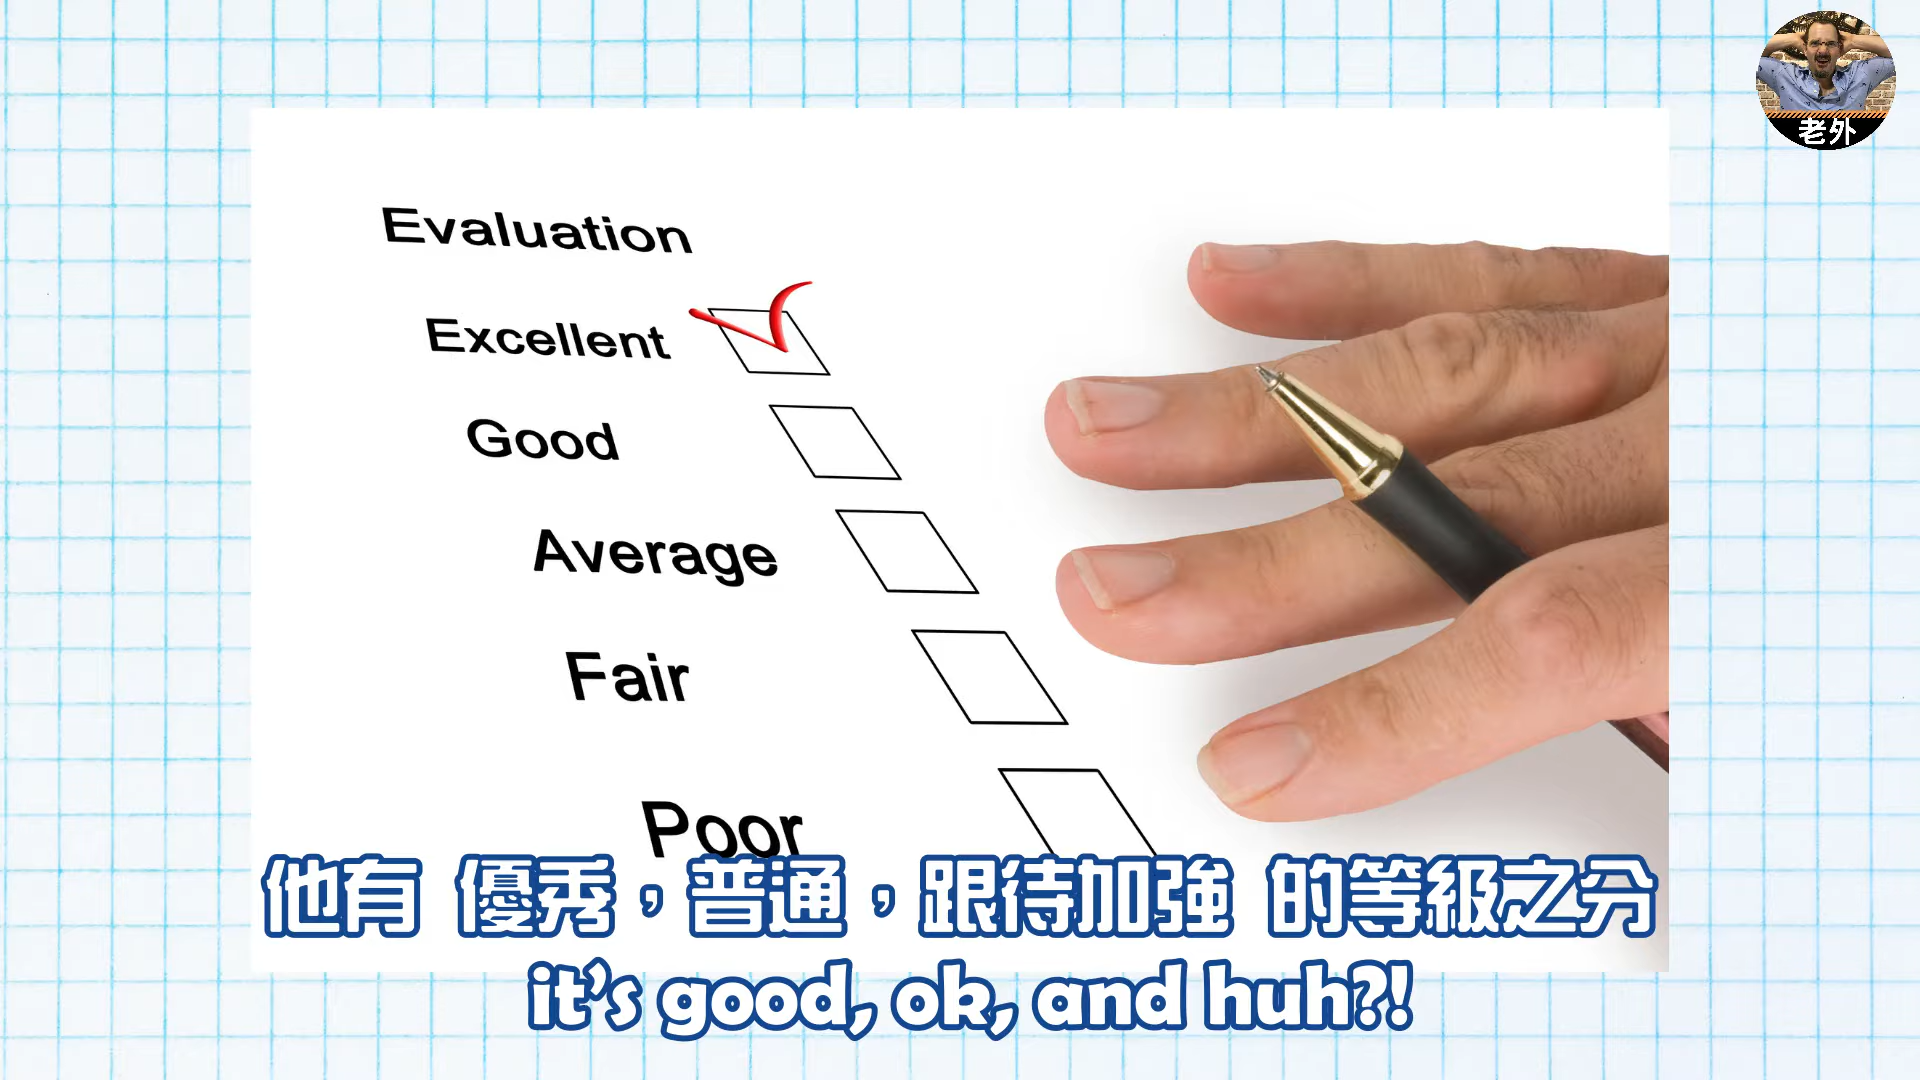 老外
Evaluation
Excellent
Good
Average
Fair
Poor
他有 優秀，普通，跟待加強 的等級之分
it's good, ok, and huh?!